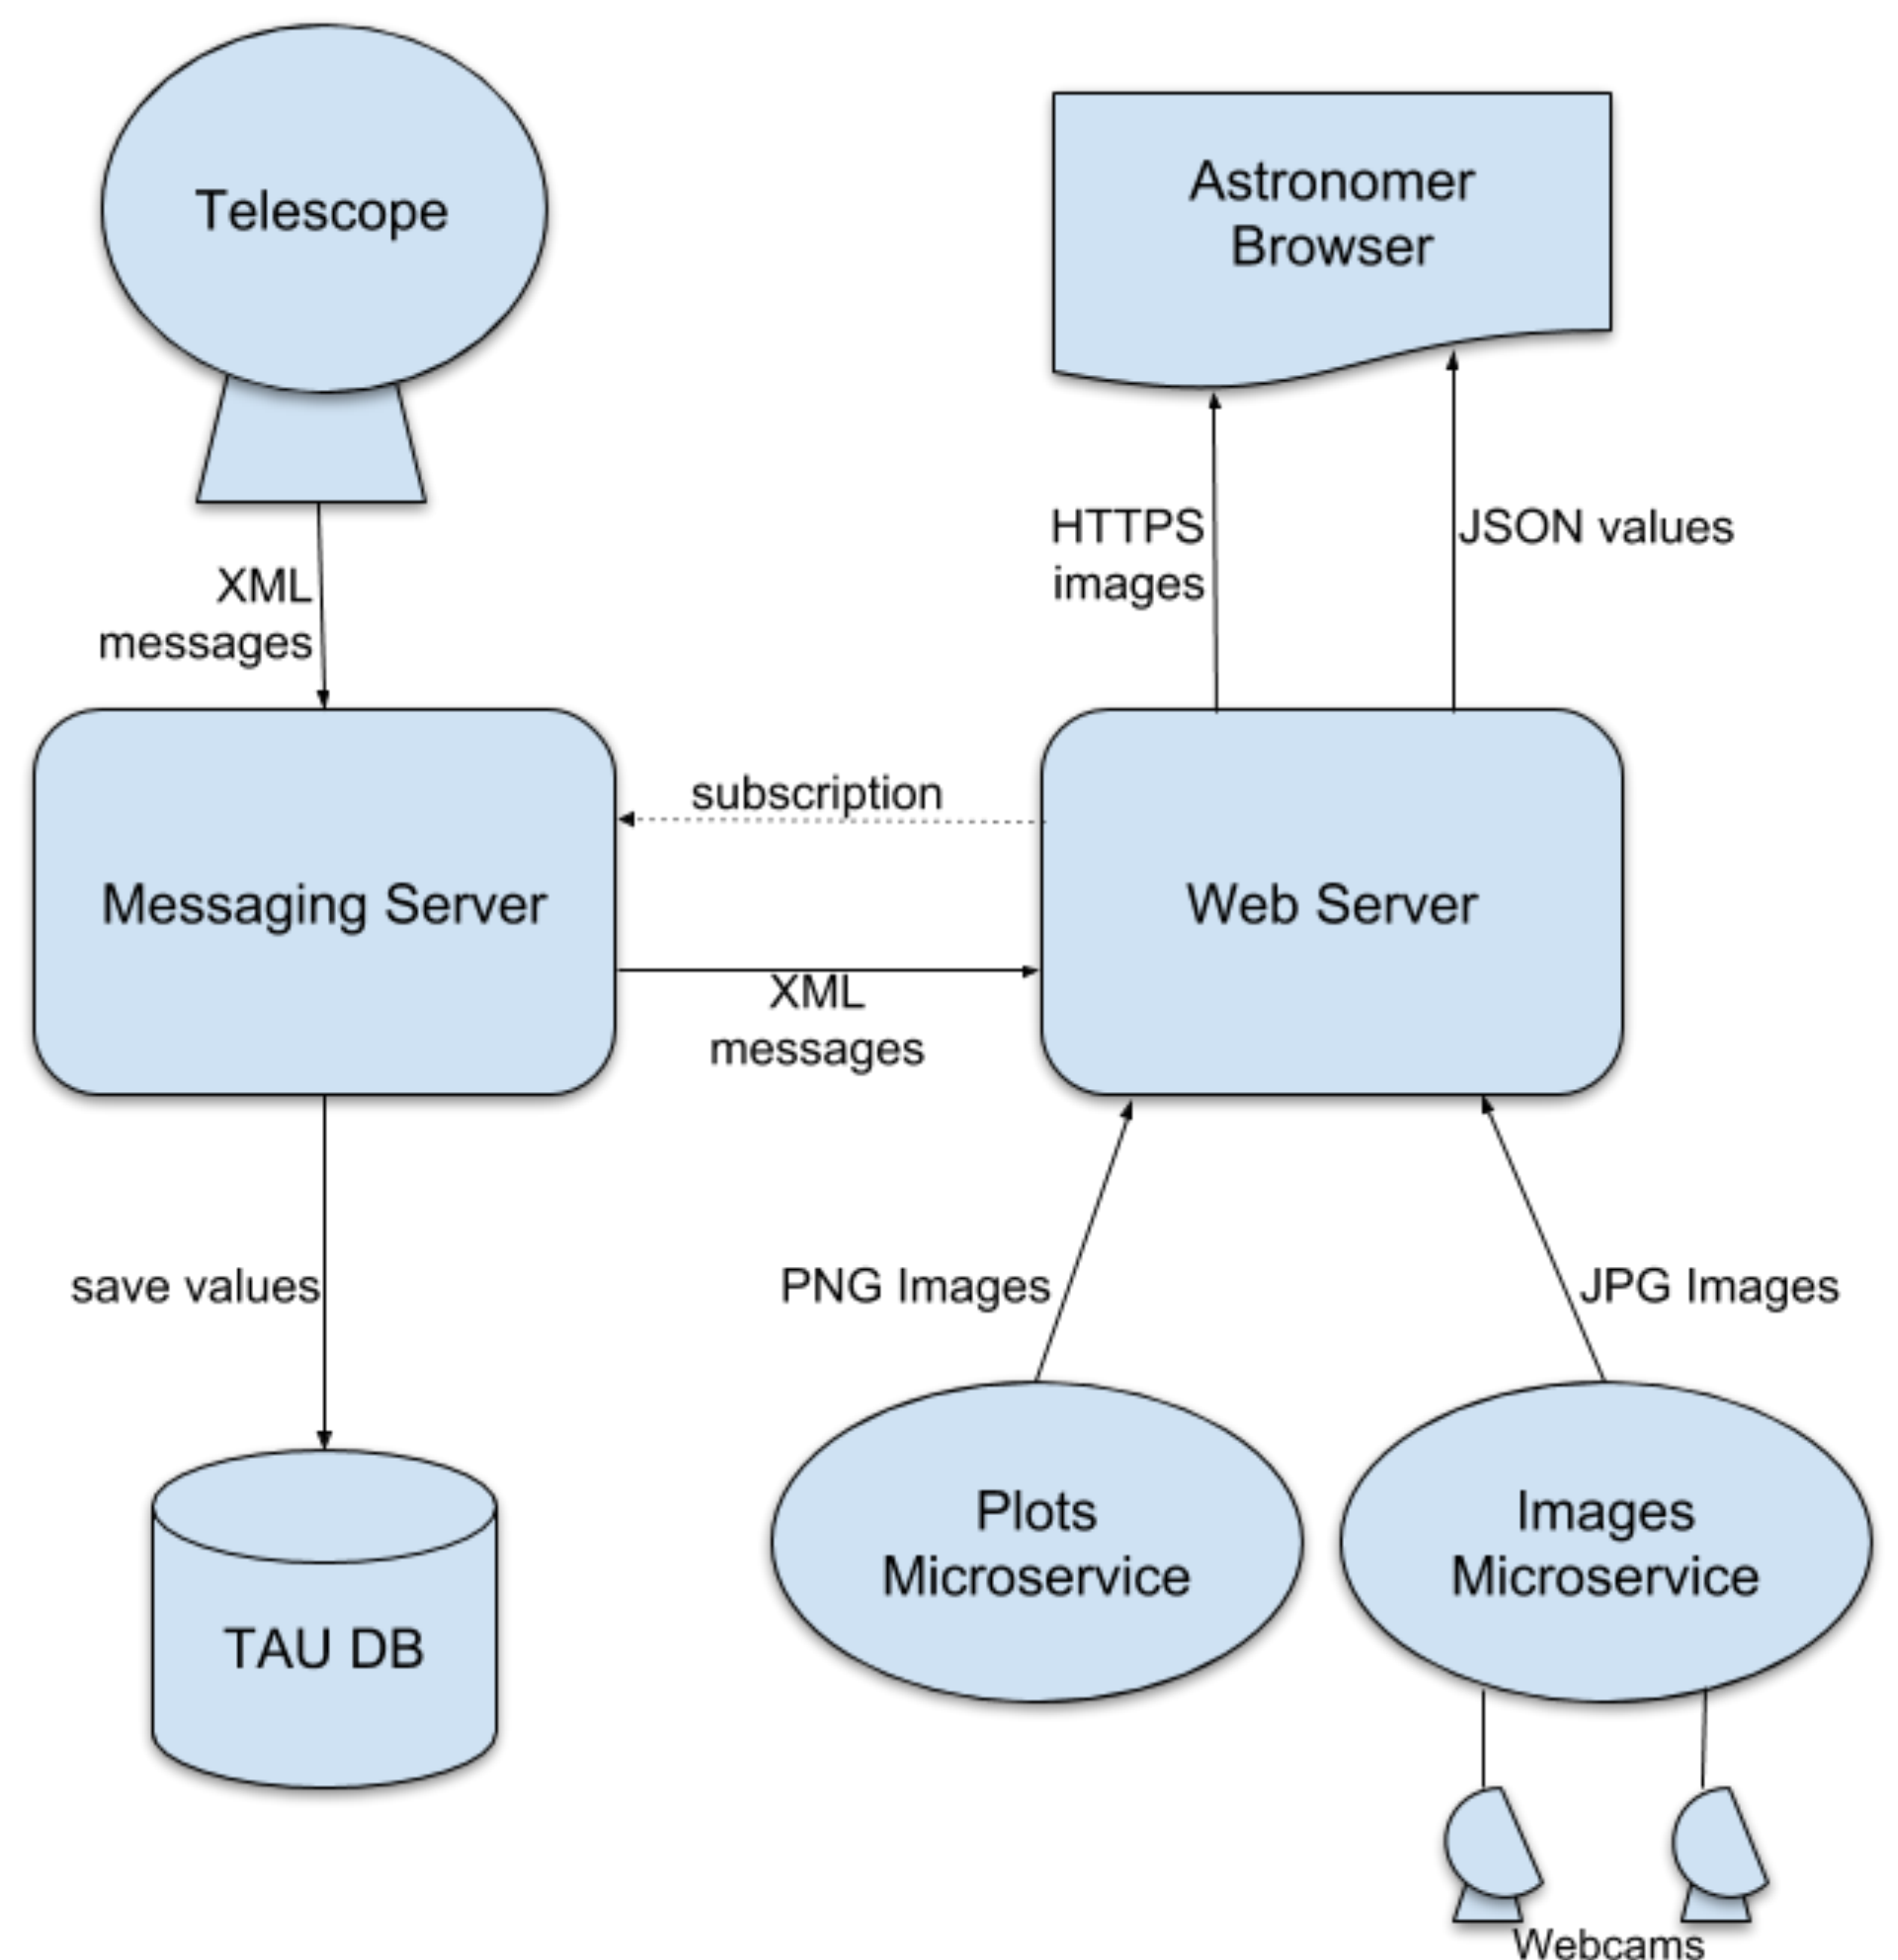 Telescope
Astronomer
Browser
XML
messages
HTTPS
images
JSON values
subscription
Messaging Server
Web Server
XML
messages
save values
PNG Images
JPG Images
TAU DB
Plots
Microservice
Images
Microservice
Webcams